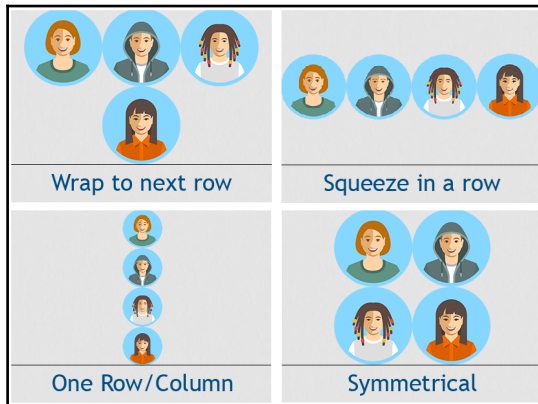 Wrap to next row
Squeeze in a row
One Row/Column
Symmetrical